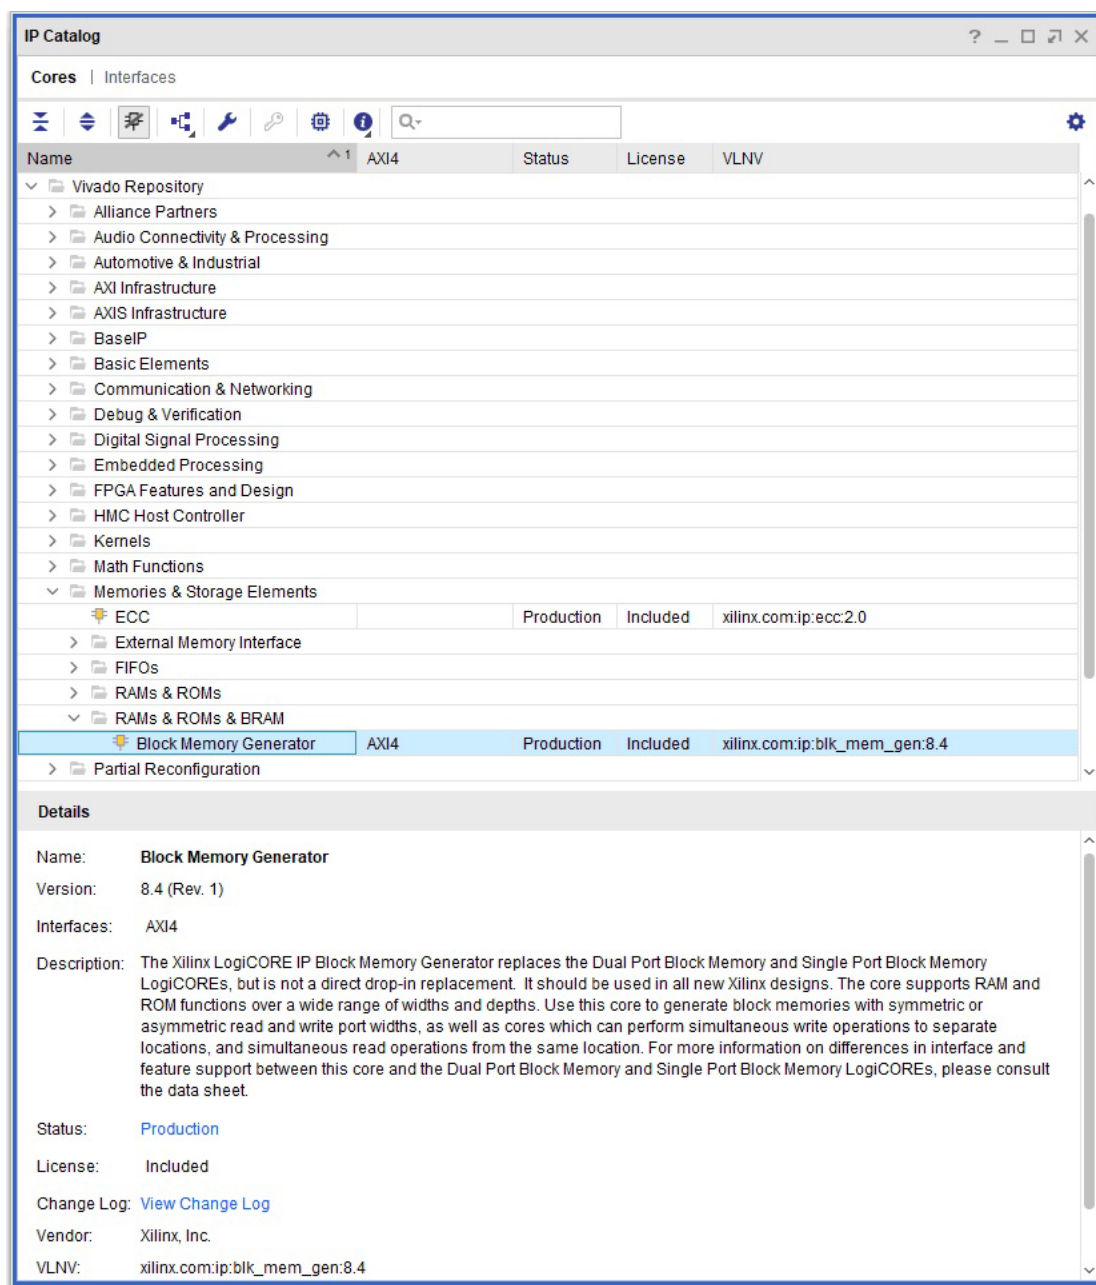 IP Catalog
Cores | Interfaces
Name 1 AXI4 Status License VLNV
Vivado Repository
Alliance Partners
Audio Connectivity & Processing
Automotive & Industrial
AXI Infrastructure
AXIS Infrastructure
BaseIP
Basic Elements
Communication & Networking
Debug & Verification
Digital Signal Processing
Embedded Processing
FPGA Features and Design
HMC Host Controller
Kernels
Math Functions
Memories & Storage Elements
ECC Production Included xilinx.com:ip:ecc:2.0
External Memory Interface
FIFOs
RAMs & ROMs
RAMs & ROMs & BRAM
Block Memory Generator AXI4 Production Included xilinx.com:ip:blk_mem_gen:8.4
Partial Reconfiguration
Details
Name: Block Memory Generator
Version: 8.4 (Rev. 1)
Interfaces: AXI4
Description: The Xilinx LogiCORE IP Block Memory Generator replaces the Dual Port Block Memory and Single Port Block Memory
LogiCOREs, but is not a direct drop-in replacement. It should be used in all new Xilinx designs. The core supports RAM and
ROM functions over a wide range of widths and depths. Use this core to generate block memories with symmetric or
asymmetric read and write port widths, as well as cores which can perform simultaneous write operations to separate
locations, and simultaneous read operations from the same location. For more information on differences in interface and
feature support between this core and the Dual Port Block Memory and Single Port Block Memory LogiCOREs, please consult
the data sheet.
Status: Production
License: Included
Change Log: View Change Log
Vendor: Xilinx, Inc.
VLNV: xilinx.com:ip:blk_mem_gen:8.4